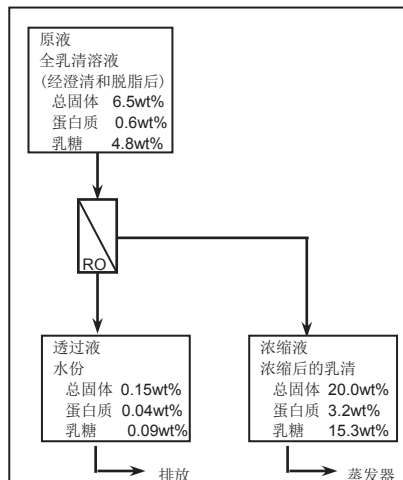 原液
全乳清溶液
(经澄清和脱脂后)
总固体 6.5wt%
蛋白质 0.6wt%
乳糖 4.8wt%
RO
透过液
水份
总固体 0.15wt%
蛋白质 0.04wt%
乳糖 0.09wt%
排放
浓缩液
浓缩后的乳清
总固体 20.0wt%
蛋白质 3.2wt%
乳糖 15.3wt%
蒸发器